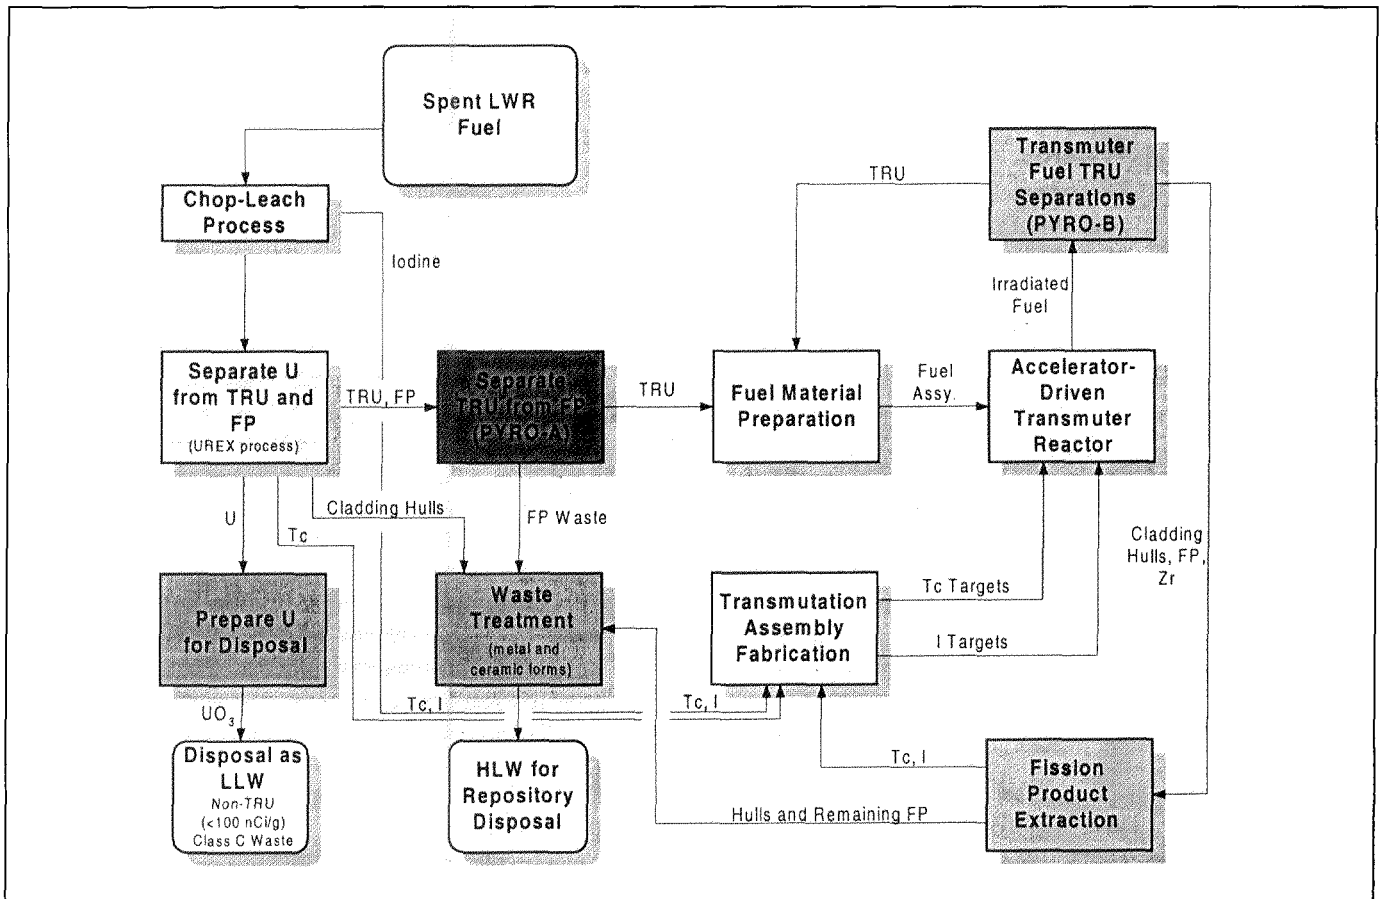 Spent LWR
Fuel
Chop-Leach
Process
Iodine
Separate U
from TRU and
FP
(UREX process)
TRU, FP
Separate
TRU from FP
(PYRO-A)
TRU
Fuel Material
Preparation
Fuel
Assy.
Accelerator-
Driven
Transmuter
Reactor
Irradiated
Fuel
Transmuter
Fuel TRU
Separations
(PYRO-B)
TRU
U
Tc
Cladding Hulls
FP Waste
Cladding
Hulls, FP,
Zr
Prepare U
for Disposal
Waste
Treatment
(metal and
ceramic forms)
Transmutation
Assembly
Fabrication
Tc Targets
I Targets
UO3
Tc, I
Tc, I
Tc, I
Disposal as
LLW
Non-TRU
(<100 nCi/g)
Class C Waste
HLW for
Repository
Disposal
Hulls and Remaining FP
Fission
Product
Extraction